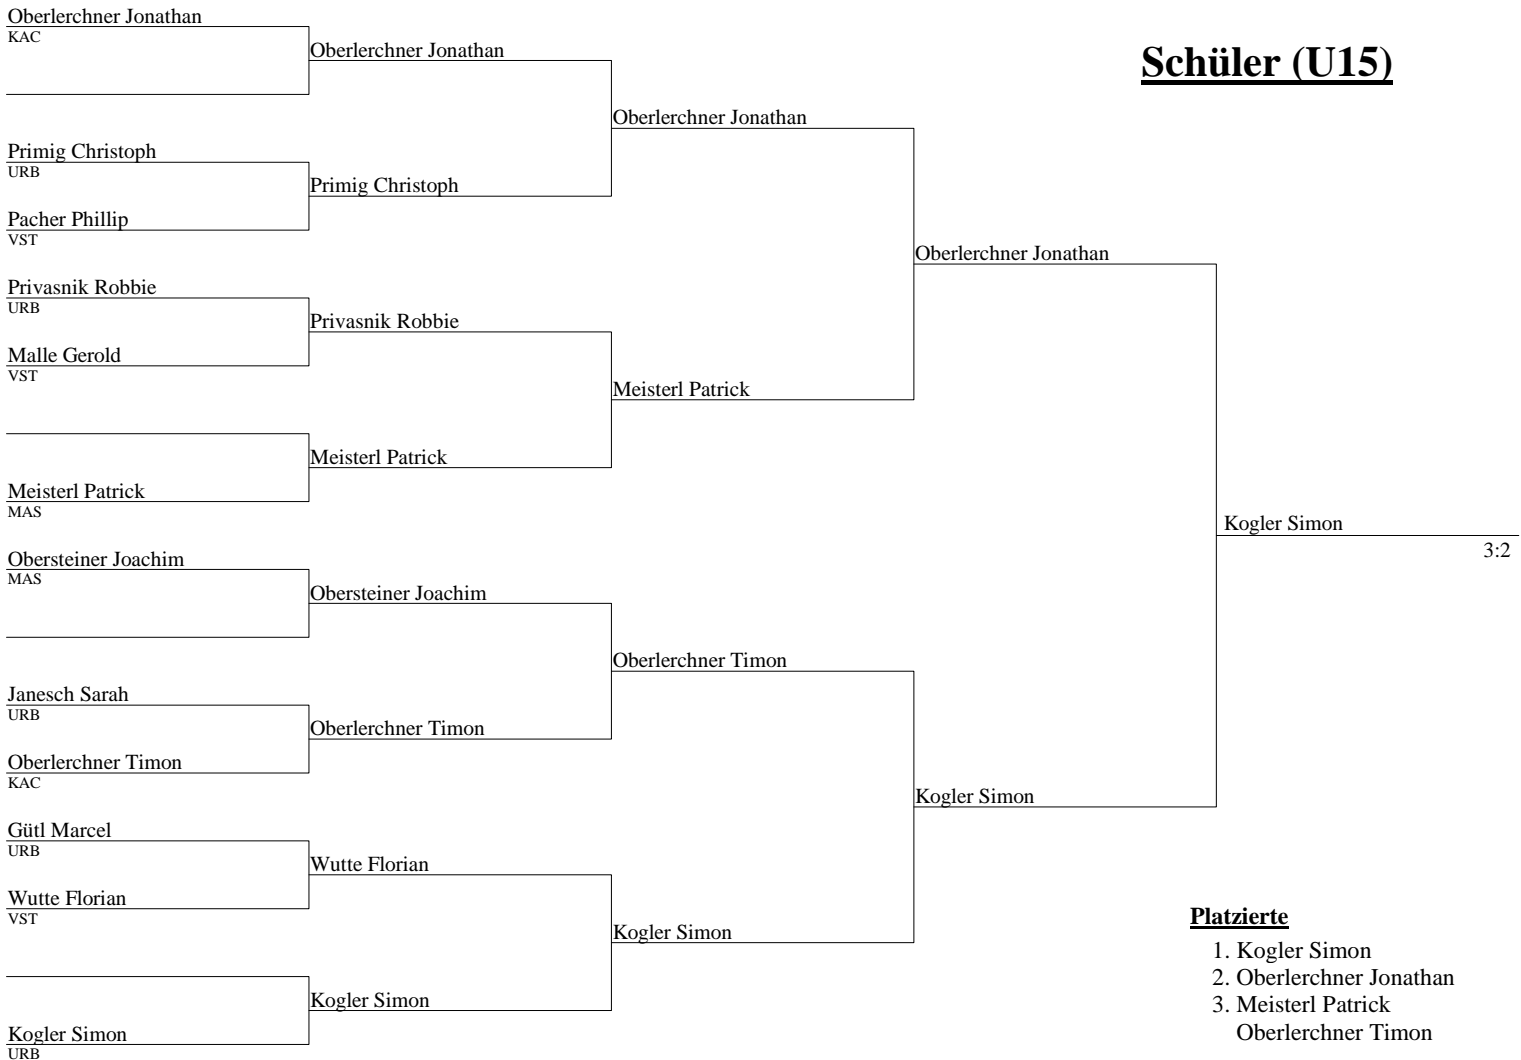 Schüler (U15)
Oberlerchner Jonathan
KAC
Primig Christoph
URB
Pacher Phillip
VST
Privasnik Robbie
URB
Malle Gerold
VST
Meisterl Patrick
MAS
Obersteiner Joachim
MAS
Janesch Sarah
URB
Oberlerchner Timon
KAC
Gütl Marcel
URB
Wutte Florian
VST
Kogler Simon
URB
Oberlerchner Jonathan
Primig Christoph
Privasnik Robbie
Meisterl Patrick
Obersteiner Joachim
Oberlerchner Timon
Wutte Florian
Kogler Simon
Oberlerchner Jonathan
Meisterl Patrick
Oberlerchner Timon
Kogler Simon
Oberlerchner Jonathan
Kogler Simon
Kogler Simon
3:2
Platzierte
1. Kogler Simon
2. Oberlerchner Jonathan
3. Meisterl Patrick
Oberlerchner Timon